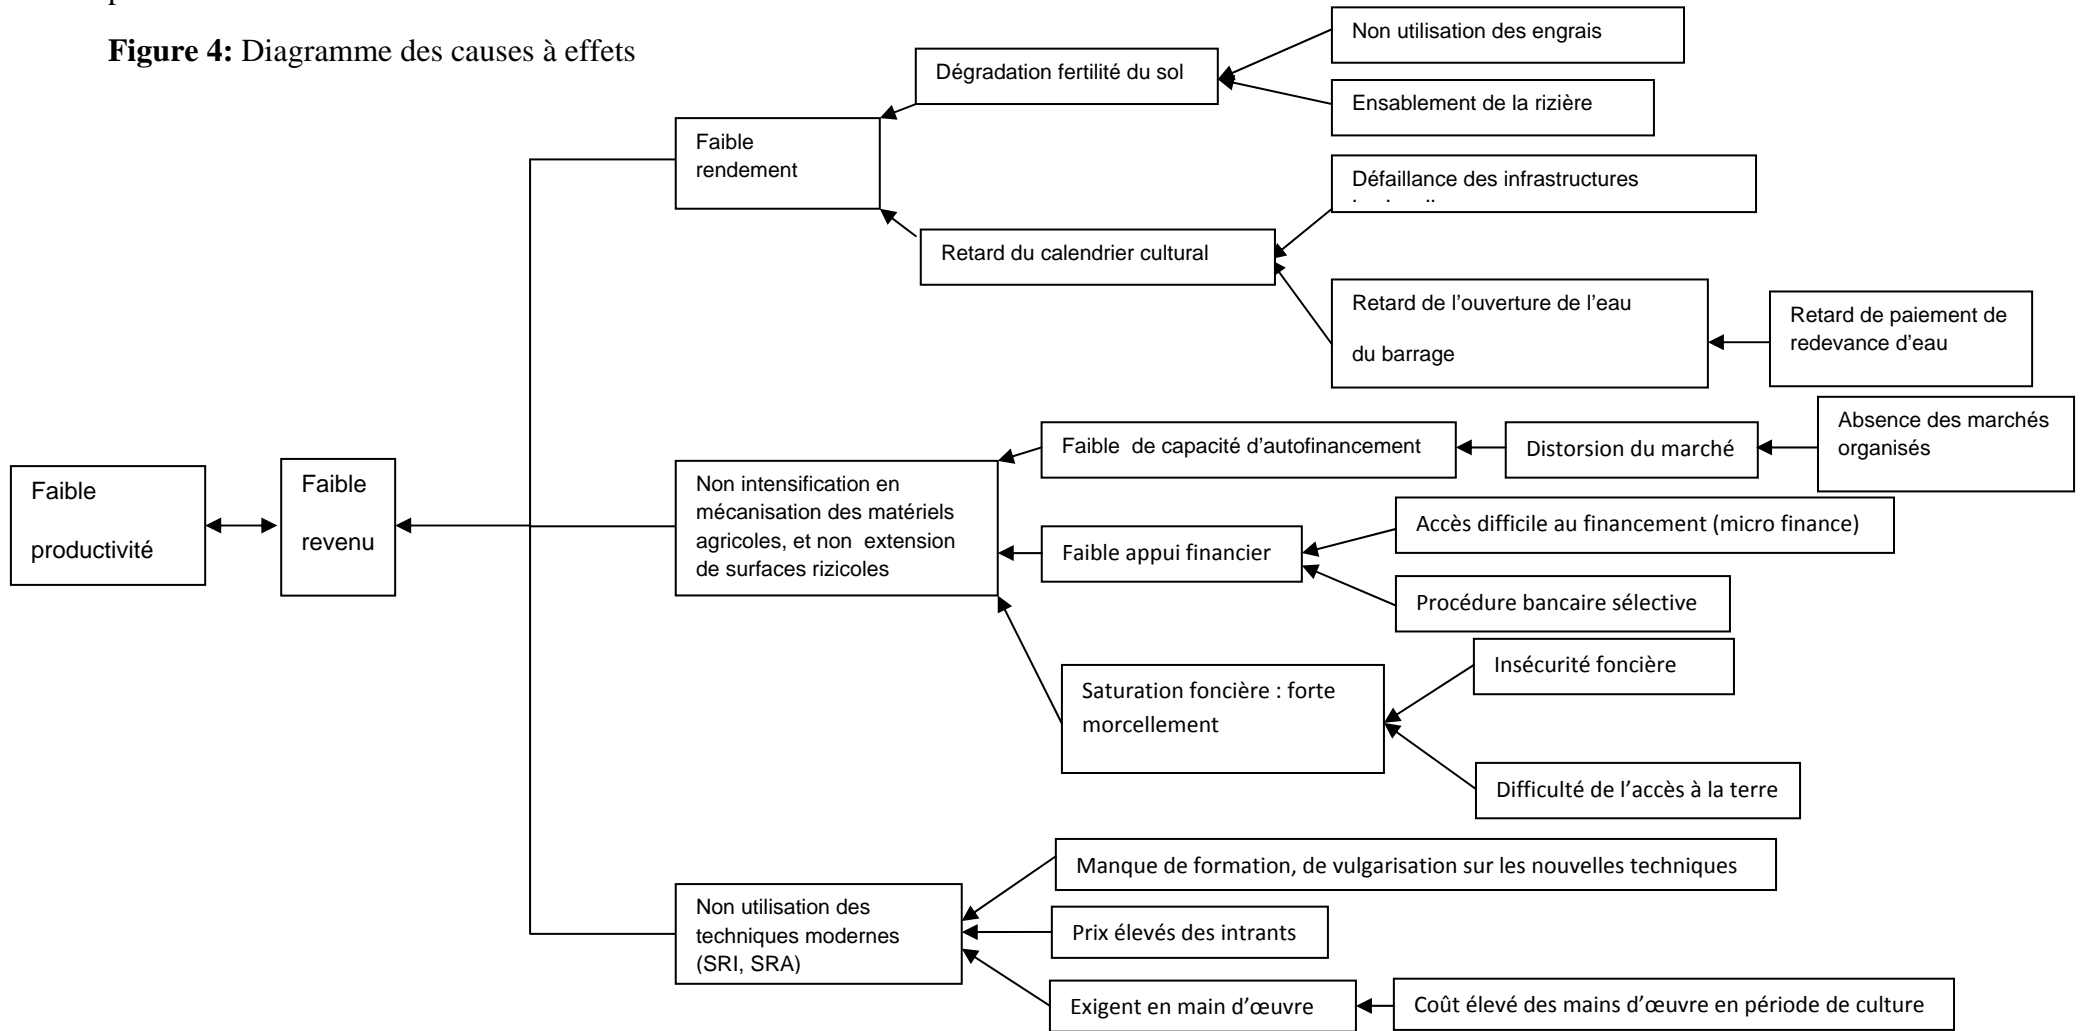 Figure 4: Diagramme des causes à effets
Non utilisation des engrais
Dégradation fertilité du sol
Ensablement de la rizière
Faible
rendement
Défaillance des infrastructures
Retard du calendrier cultural
Retard de l’ouverture de l’eau
du barrage
Retard de paiement de
redevance d’eau
Absence des marchés
organisés
Faible de capacité d’autofinancement
Distorsion du marché
Faible
productivité
Faible
revenu
Non intensification en
mécanisation des matériels
agricoles, et non extension
de surfaces rizicoles
Accès difficile au financement (micro finance)
Faible appui financier
Procédure bancaire sélective
Insécurité foncière
Saturation foncière : forte
morcellement
Difficulté de l’accès à la terre
Manque de formation, de vulgarisation sur les nouvelles techniques
Non utilisation des
techniques modernes
(SRI, SRA)
Prix élevés des intrants
Exigent en main d’œuvre
Coût élevé des mains d’œuvre en période de culture